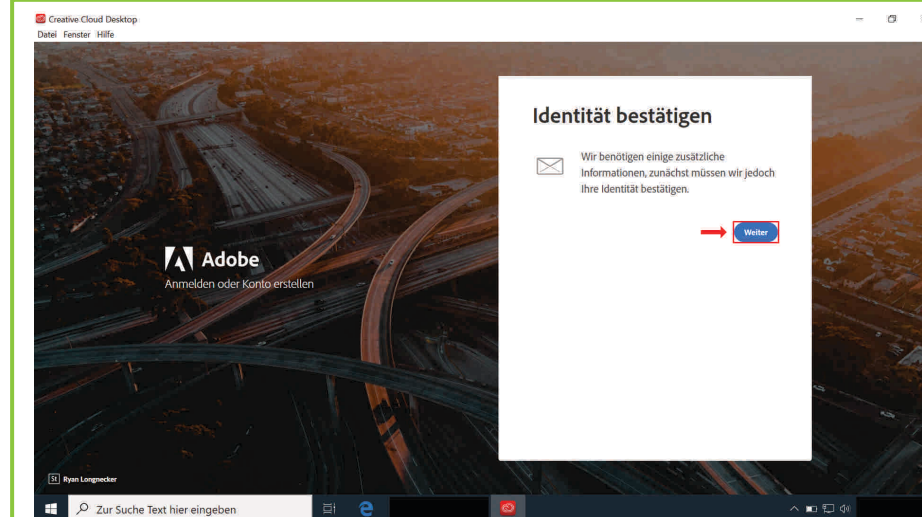 Creative Cloud Desktop
Datei Fenster Hilfe
Identität bestätigen
Wir benötigen einige zusätzliche
Informationen, zunächst müssen wir jedoch
Ihre Identität bestätigen.
Weiter
Adobe
Anmelden oder Konto erstellen
St Ryan Longnecker
Zur Suche Text hier eingeben